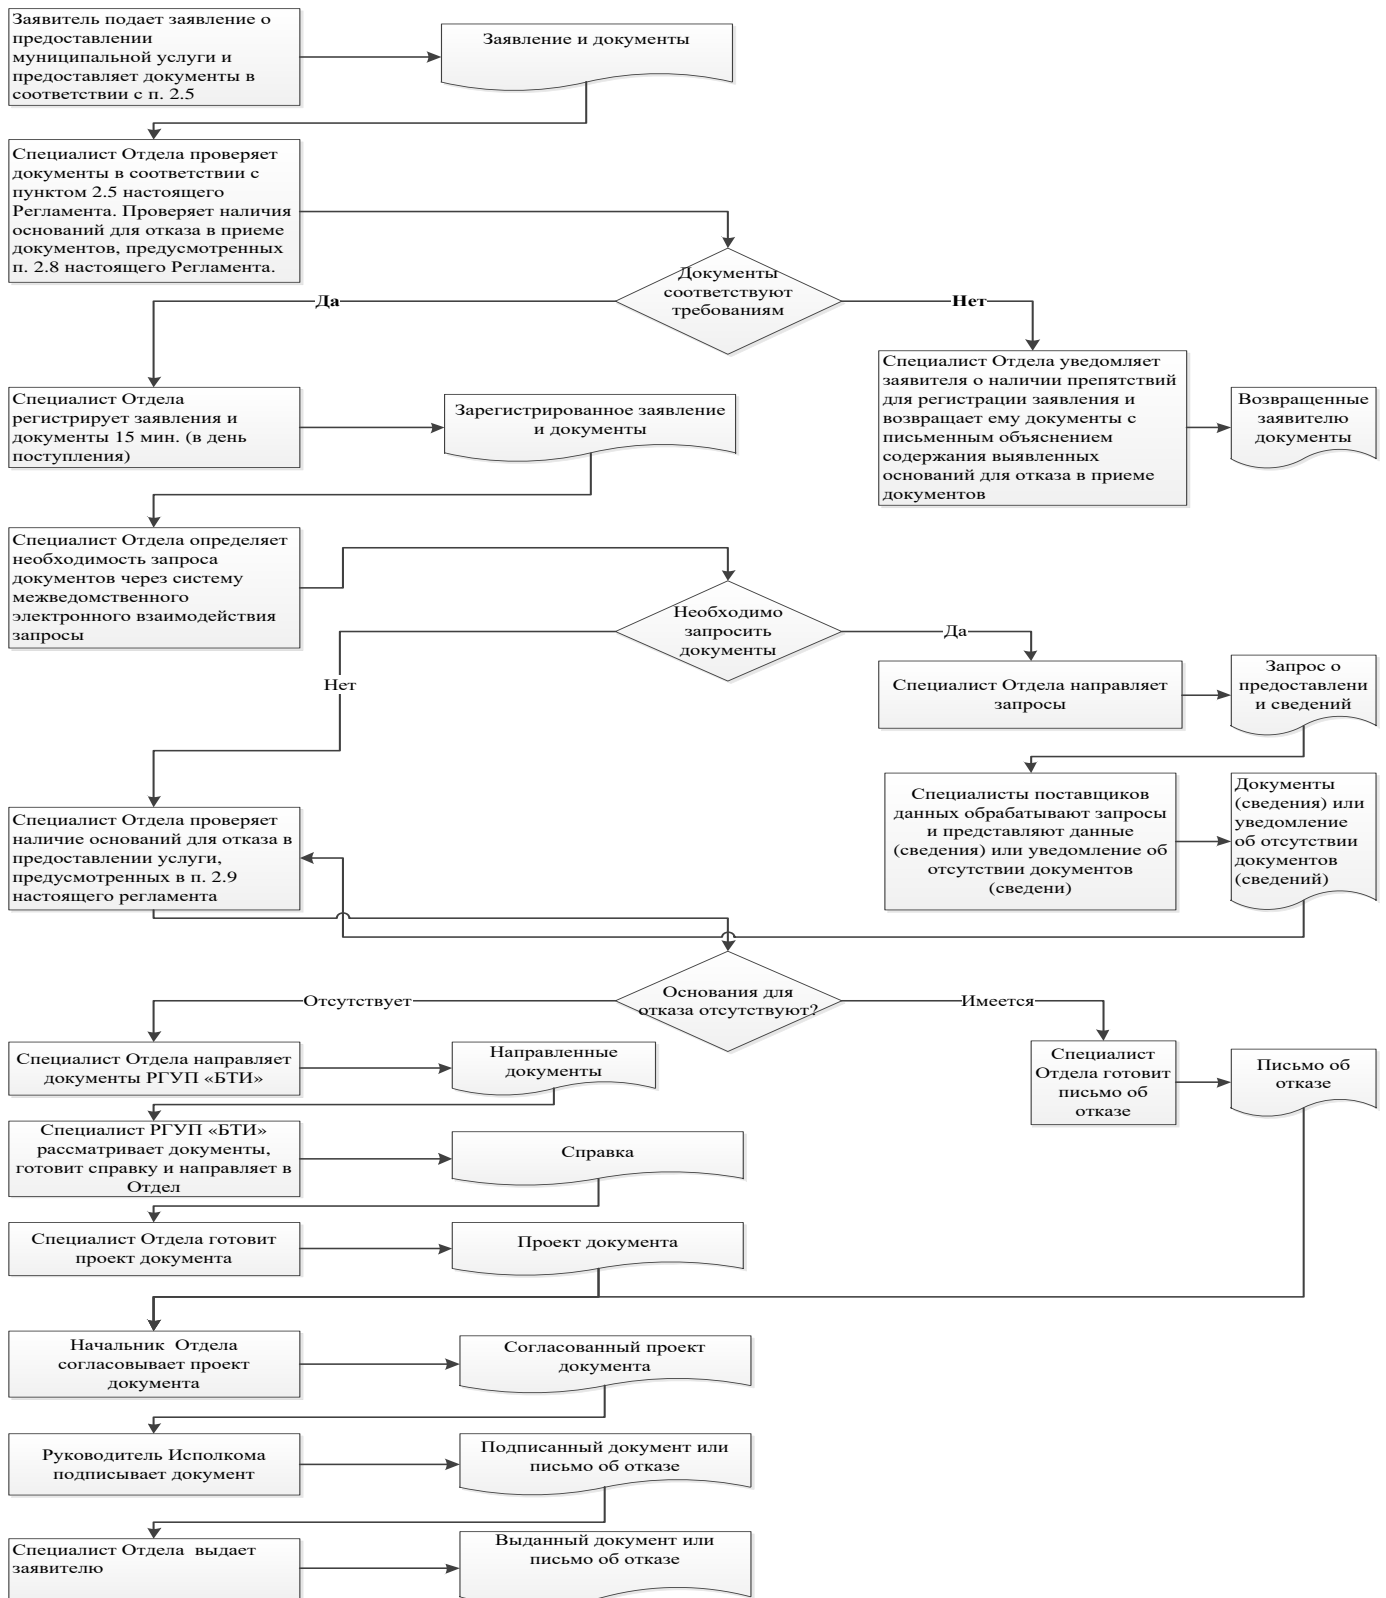 Заявитель подает заявление о
предоставлении
муниципальной услуги и
предоставляет документы в
соответствии с п. 2.5
Заявление и документы
Специалист Отдела проверяет
документы в соответствии с
пунктом 2.5 настоящего
Регламента. Проверяет наличия
оснований для отказа в приеме
документов, предусмотренных
п. 2.8 настоящего Регламента.
Документы
соответствуют
требованиям
Да
Нет
Специалист Отдела
регистрирует заявления и
документы 15 мин. (в день
поступления)
Зарегистрированное заявление
и документы
Специалист Отдела уведомляет
заявителя о наличии препятствий
для регистрации заявления и
возвращает ему документы с
письменным объяснением
содержания выявленных
оснований для отказа в приеме
документов
Возвращенные
заявителю
документы
Специалист Отдела определяет
необходимость запроса
документов через систему
межведомственного
электронного взаимодействия
запросы
Необходимо
запросить
документы
Нет
Да
Специалист Отдела направляет
запросы
Запрос о
предоставлени
и сведений
Специалисты поставщиков
данных обрабатывают запросы
и представляют данные
(сведения) или уведомление об
отсутствии документов
(сведени)
Документы
(сведения) или
уведомление
об отсутствии
документов
(сведений)
Специалист Отдела проверяет
наличие оснований для отказа в
предоставлении услуги,
предусмотренных в п. 2.9
настоящего регламента
Основания для
отказа отсутствуют?
Отсутствует
Имеется
Специалист Отдела направляет
документы РГУП «БТИ»
Направленные
документы
Специалист
Отдела готовит
письмо об
отказе
Письмо об
отказе
Специалист РГУП «БТИ»
рассматривает документы,
готовит справку и направляет в
Отдел
Справка
Специалист Отдела готовит
проект документа
Проект документа
Начальник  Отдела
согласовывает проект
документа
Согласованный проект
документа
Руководитель Исполкома
подписывает документ
Подписанный документ или
письмо об отказе
Специалист Отдела  выдает
заявителю
Выданный документ или
письмо об отказе